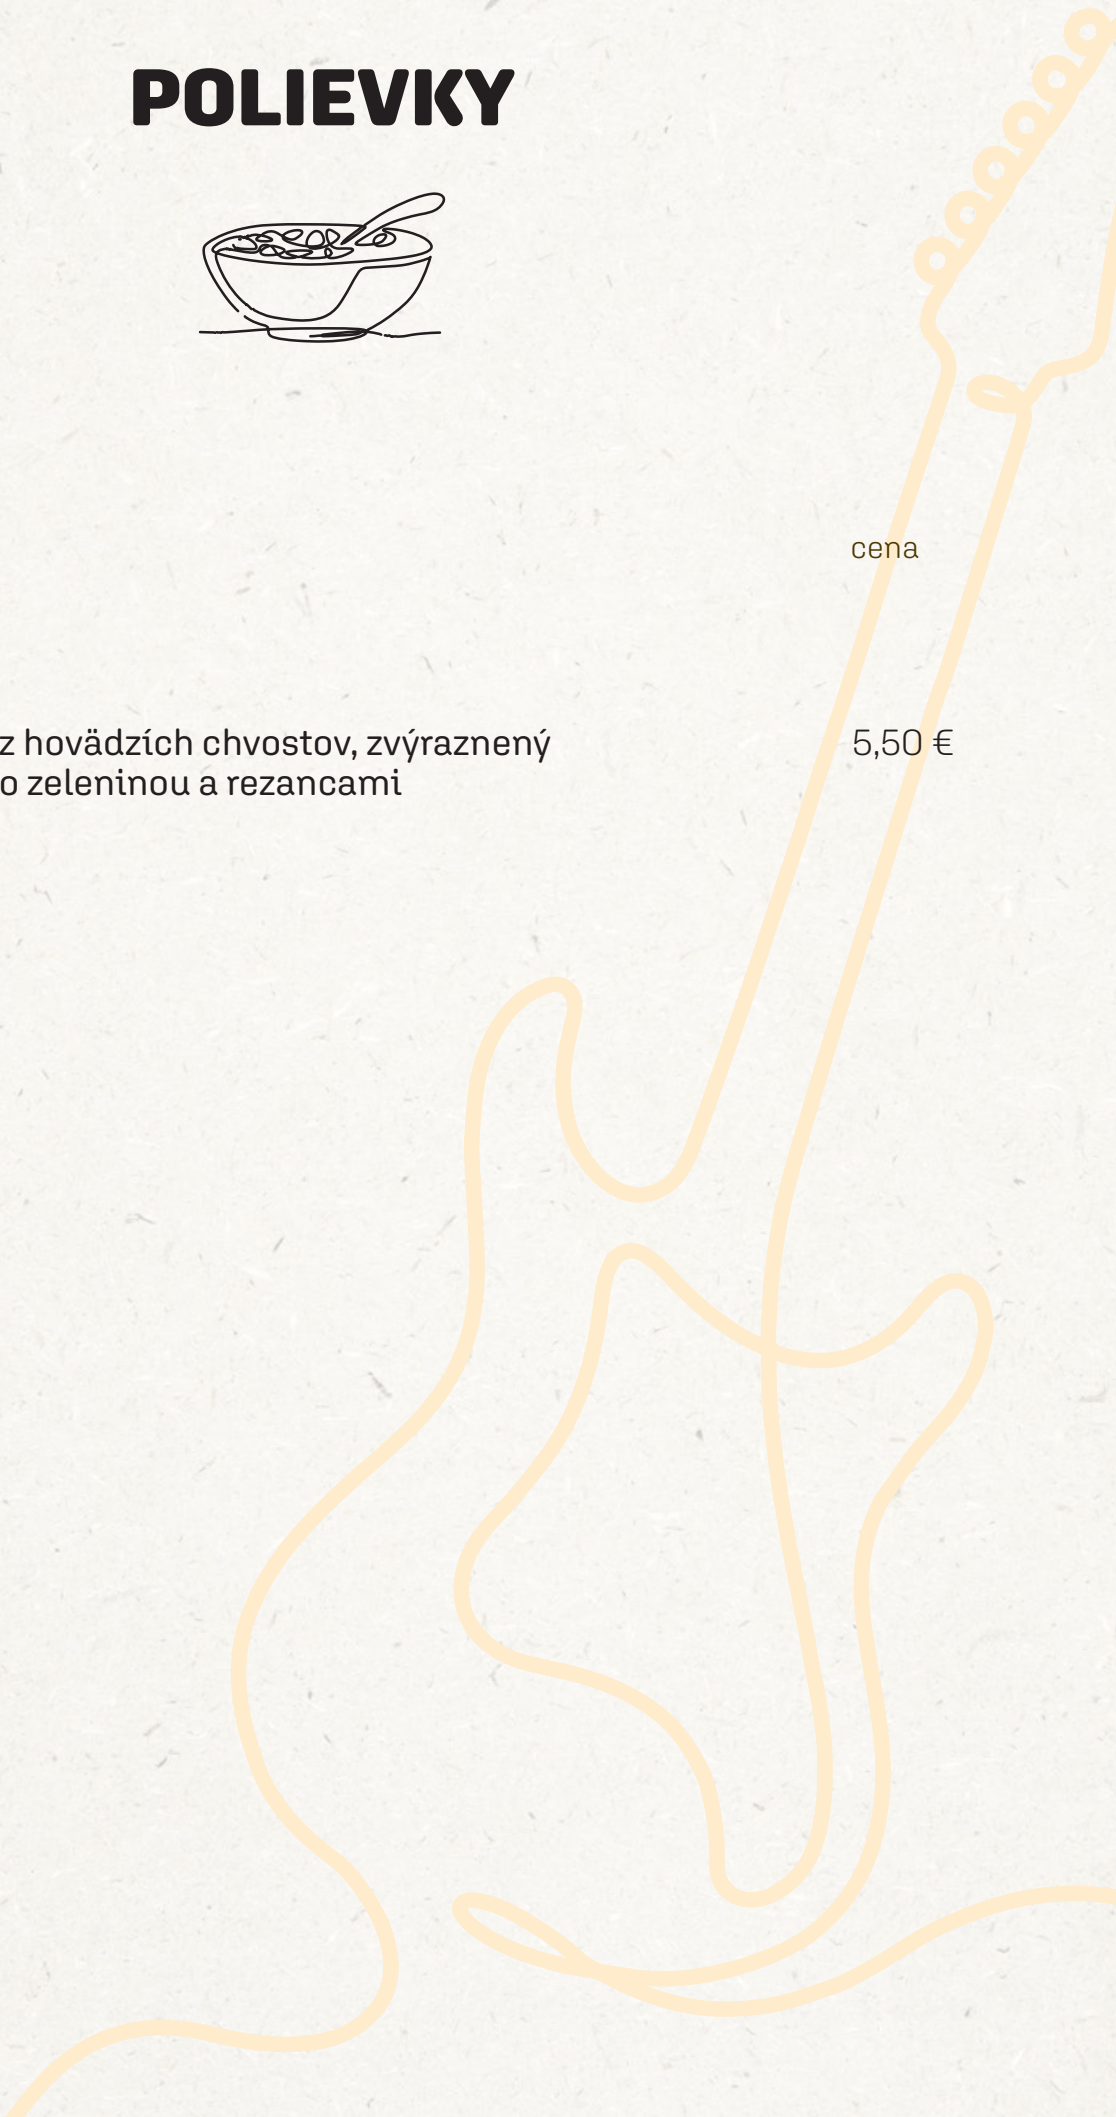 POLIEVKY
cena
z hovädzích chvostov, zvýraznený
5,50 €
zeleninou a rezancami